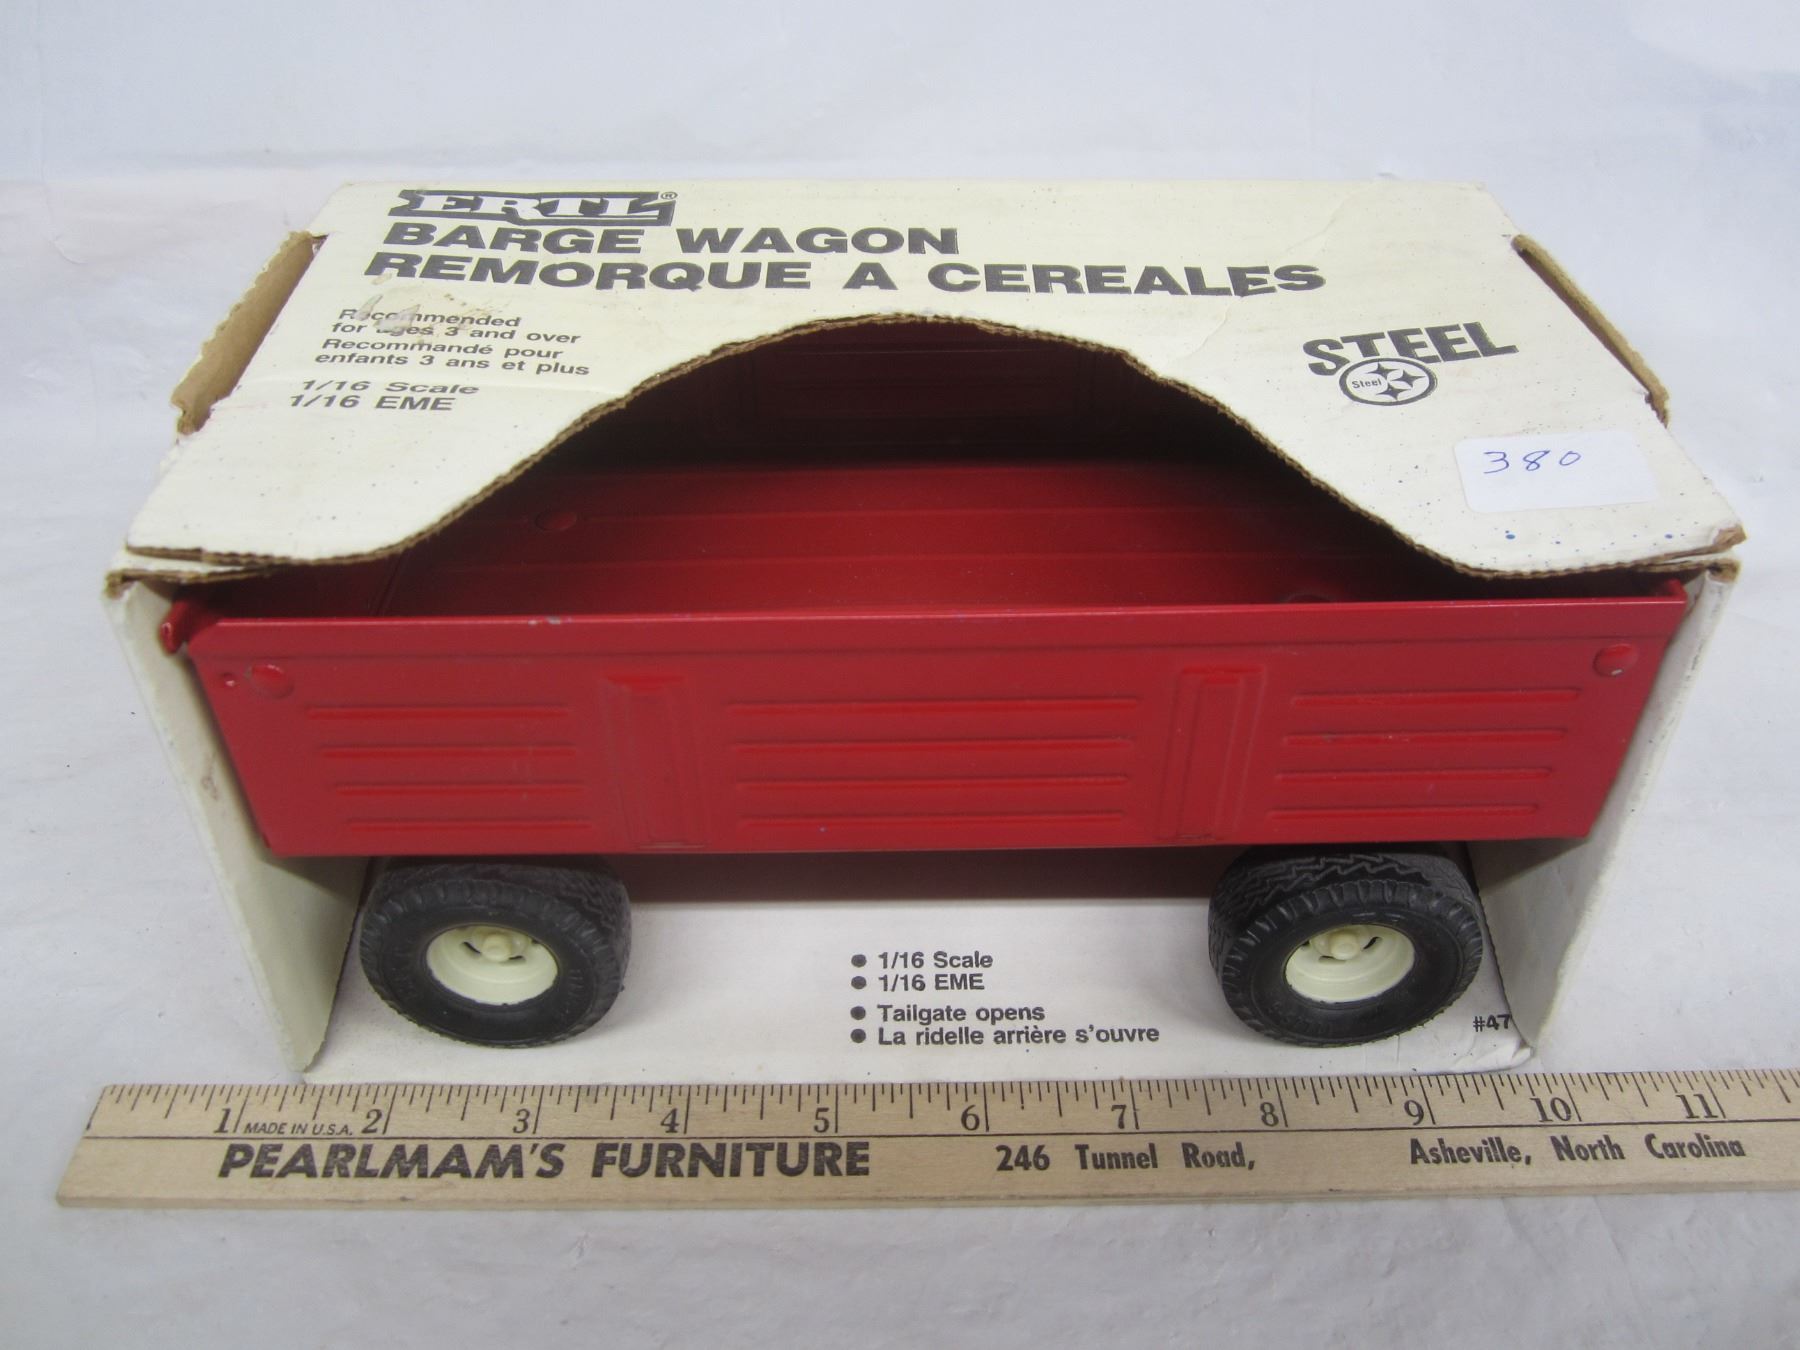 ERTL®
BARGE WAGON
REMORQUE A CEREALES
Recommended
for ages 3 and over
Recommandé pour
enfants 3 ans et plus
1/16 Scale
1/16 EME
STEEL
Steel
380
• 1/16 Scale
• 1/16 EME
• Tailgate opens
• La ridelle arrière s'ouvre
#47
1 2 3 4 5 6 7 8 9 10 11
MADE IN U.S.A.
PEARLMAM'S FURNITURE 246 Tunnel Road, Asheville, North Carolina